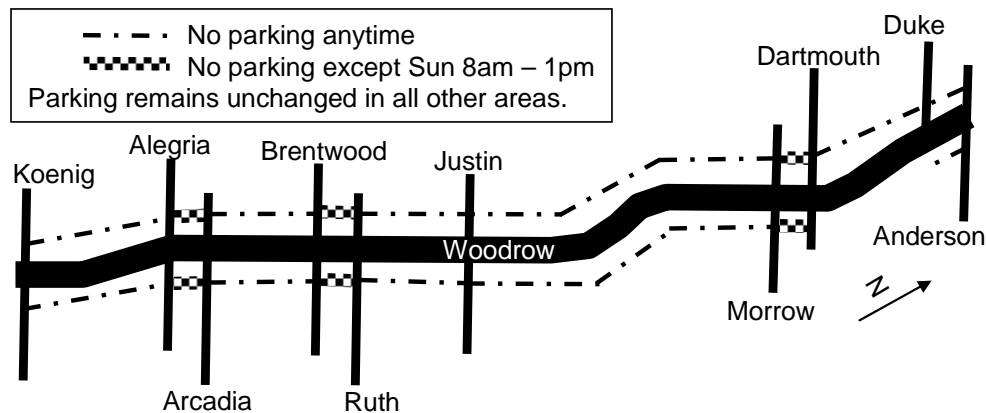 No parking anytime
No parking except Sun 8am – 1pm
Parking remains unchanged in all other areas.
Duke
Dartmouth
Alegria
Brentwood
Justin
Koenig
Woodrow
Anderson
N
Morrow
Arcadia
Ruth